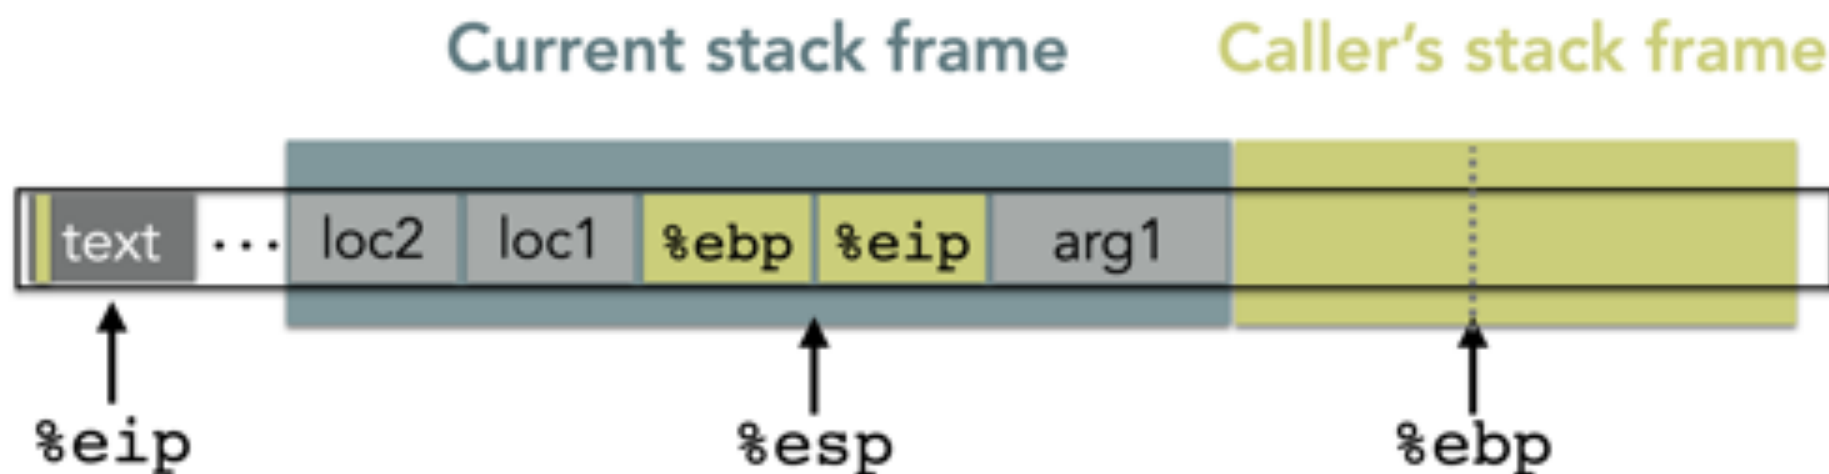 Current stack frame Caller's stack frame
text ... loc2 loc1 %ebp %eip arg1
%eip %esp %ebp